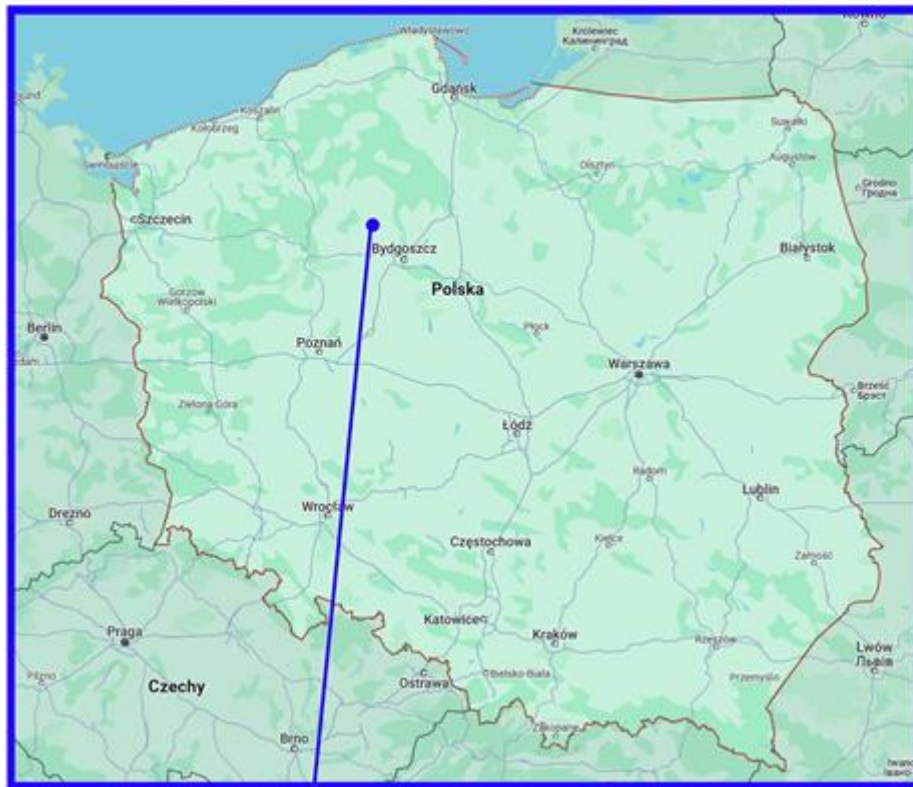 Władysławowo
Królewiec
Калининград
Kowno
Gdańsk
Koszalin
Kołobrzeg
Suwałki
Świnoujście
Olsztyn
Augustów
Grodno
Гродна
Szczecin
Bydgoszcz
Białystok
Polska
Gorzów
Wielkopolski
Berlin
Płock
Poznań
Warszawa
Brześć
Брэст
Zielona Góra
Łódź
Radom
Lublin
Wrocław
Drezno
Częstochowa
Kielce
Zamość
Katowice
Praga
Kraków
Rzeszów
Lwów
Львів
Pilzno
Czechy
Ostrawa
Bielsko-Biała
Przemyśl
Brno
Zakopane